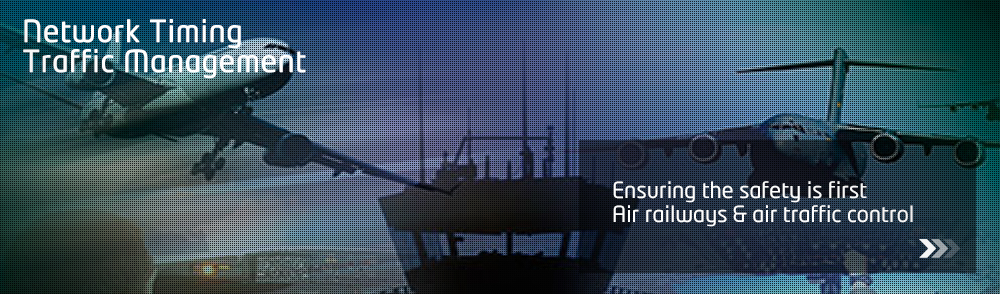 Network Timing
Traffic Management
Ensuring the safety is first
Air railways & air traffic control